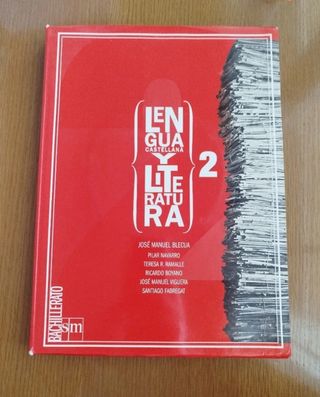 LEN
GUA
CASTELLANA
Y
LITE
RATU
RA
2
JOSÉ MANUEL BLECUA
PILAR NAVARRO
TERESA R. RAMALLE
RICARDO BOYANO
JOSÉ MANUEL VIGUERA
SANTIAGO FABREGAT
BACHILLERATO
sm